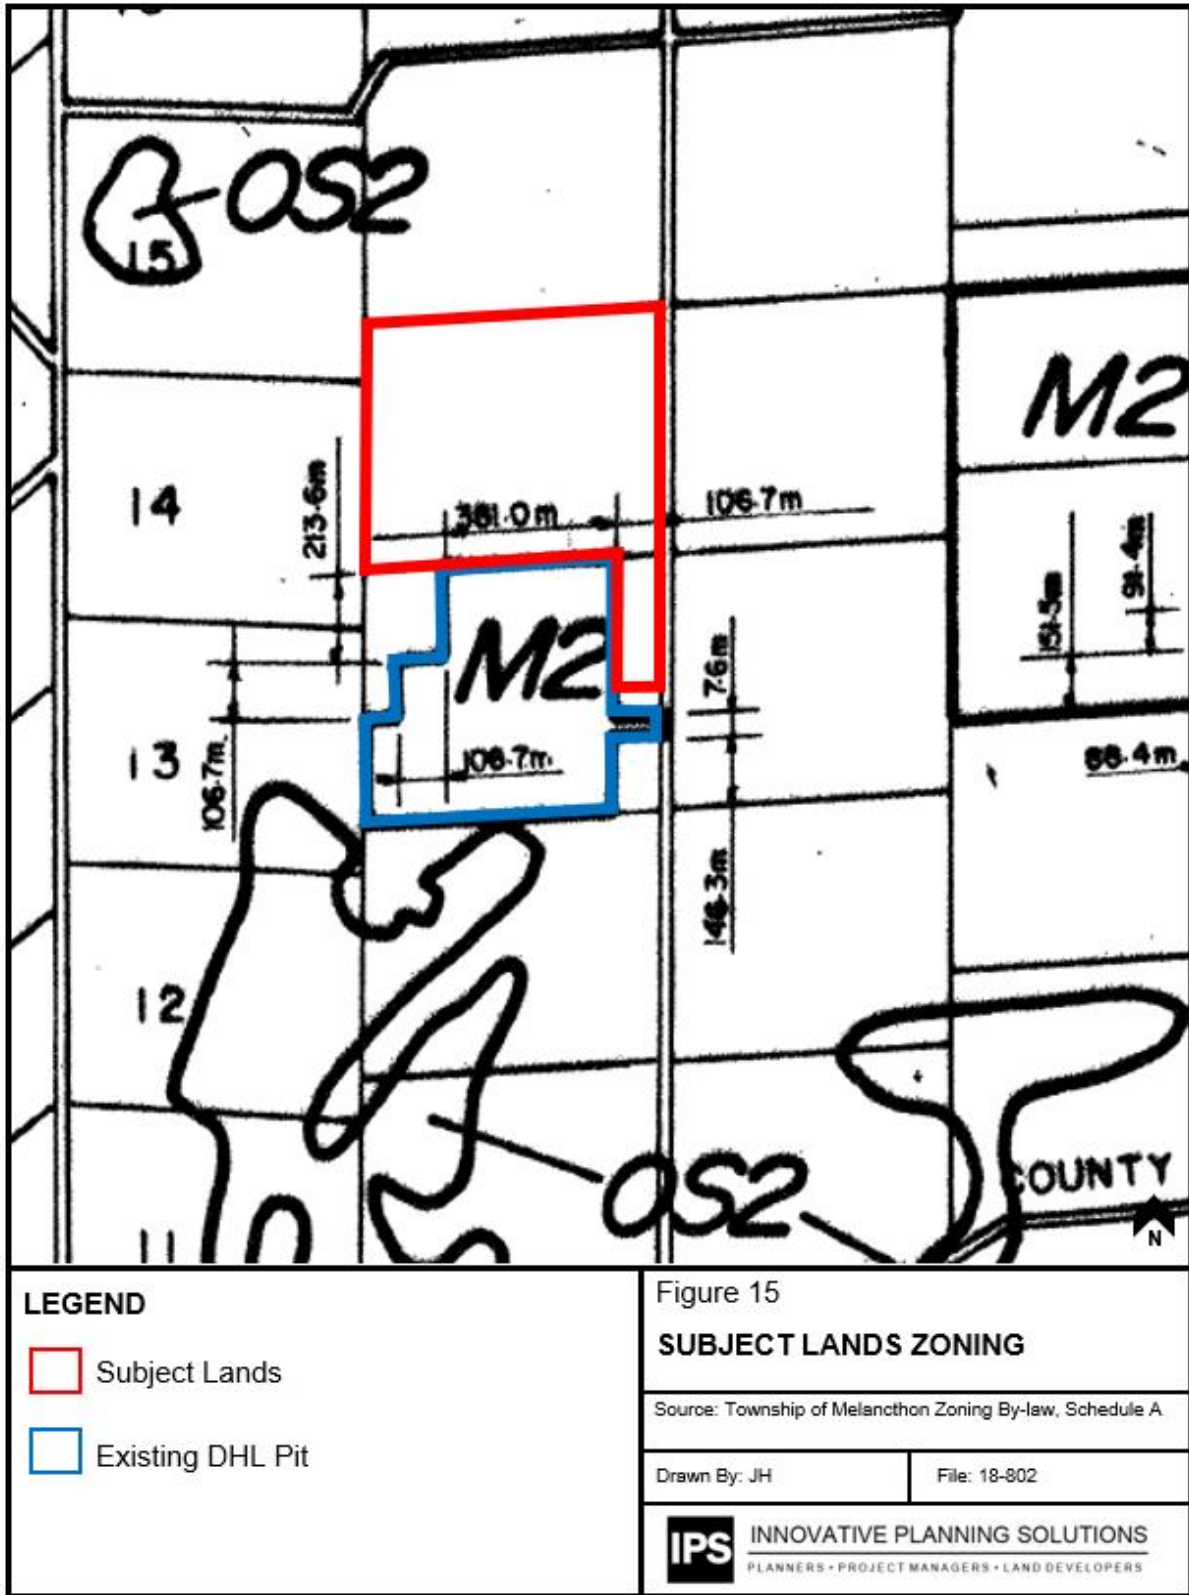 OS2
15
M2
14
213.6m
381.0m
106.7m
91.4m
151.5m
M2
7.6m
13
106.7m
106.7m
88.4m
146.3m
12
COUNTY
OS2
11
N
LEGEND
Subject Lands
Existing DHL Pit
Figure 15
SUBJECT LANDS ZONING
Source: Township of Melancthon Zoning By-law, Schedule A
Drawn By: JH
File: 18-802
IPS
INNOVATIVE PLANNING SOLUTIONS
PLANNERS • PROJECT MANAGERS • LAND DEVELOPERS